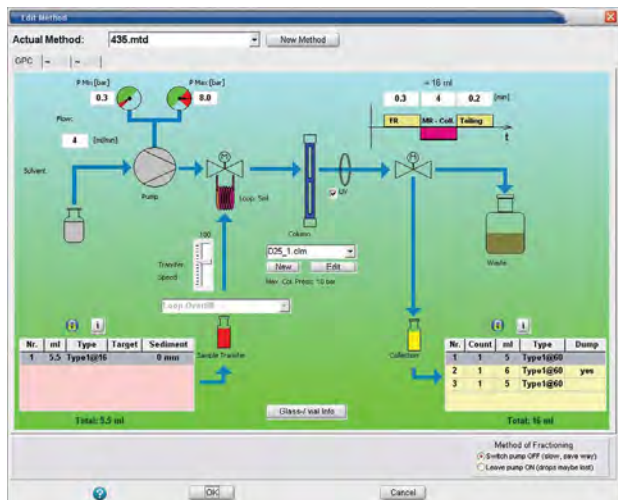 Edit Method
Actual Method: 435.mtd New Method
GPC - -
P Min [bar] P Max [bar]
0.3 8.0
= 16 ml
0.3 4 0.2 [min]
FR MR - Coll. Tailing
t
Flow:
4 [ml/min]
Solvent
Pump
M
Loop: 5ml
Column
UV
M
Waste
100
Transfer.
Speed
D25_1.clm
New Edit
Max. Col. Press: 10 bar
Loop Overfill
Sample Transfer
Collection
i
i
Nr. ml Type Target Sediment
1 5.5 Type1@16 0 mm
Total: 5.5 ml
Nr. Count ml Type Dump
1 1 5 Type1@60
2 1 6 Type1@60 yes
3 1 5 Type1@60
Total: 16 ml
Glass-/ vial Info
Method of Fractioning
Switch pump OFF (slow, save way)
Leave pump ON (drops maybe lost)
? OK Cancel